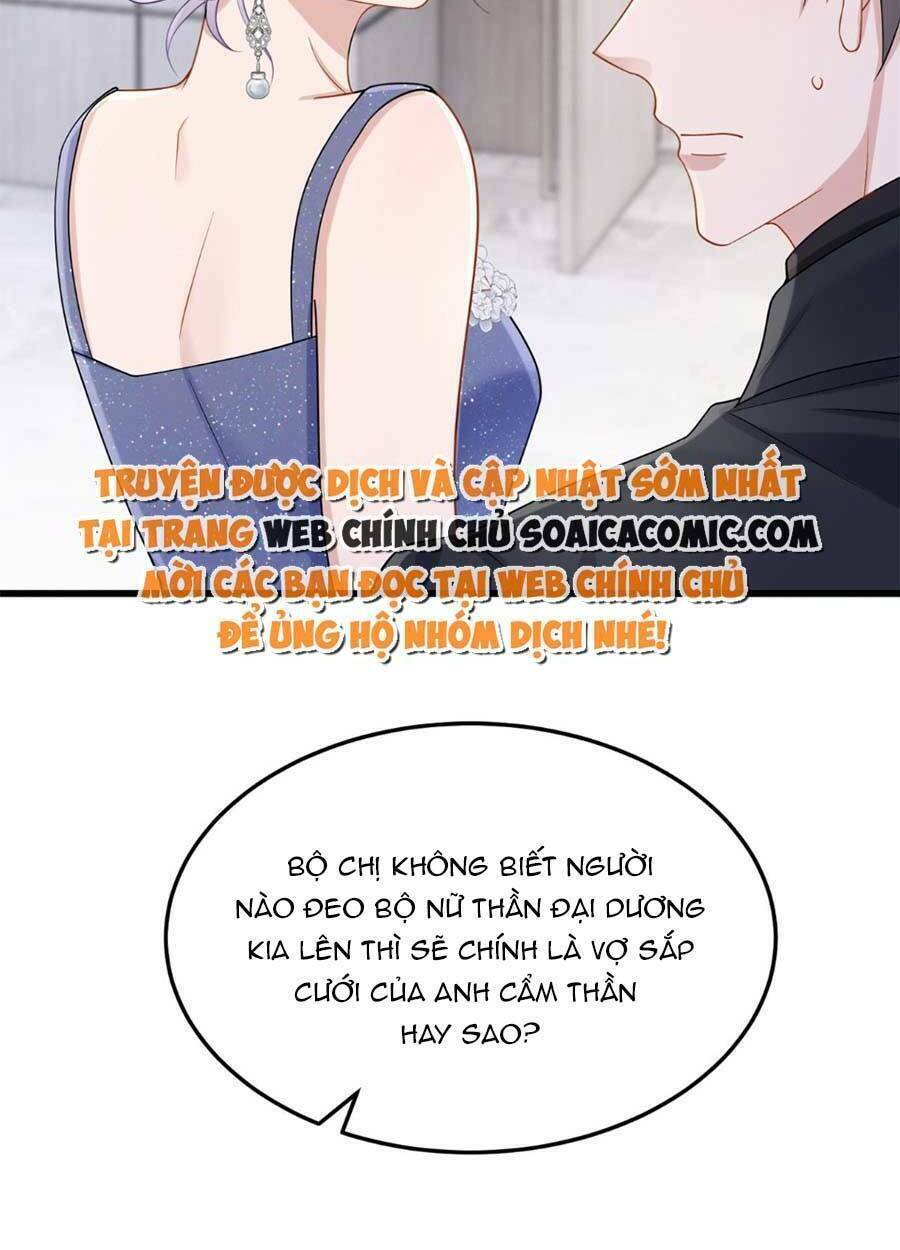 TRUYỆN ĐƯỢC DỊCH VÀ CẬP NHẬT SỚM NHẤT
TẠI TRANG WEB CHÍNH CHỦ SOAICACOMIC.COM
MỜI CÁC BẠN ĐỌC TẠI WEB CHÍNH CHỦ
ĐỂ ỦNG HỘ NHÓM DỊCH NHÉ!
BỘ CHỊ KHÔNG BIẾT NGƯỜI
NÀO ĐEO BỘ NỮ THẦN ĐẠI DƯƠNG
KIA LÊN THÌ SẼ CHÍNH LÀ VỢ SẮP
CƯỚI CỦA ANH CẨM THẦN
HAY SAO?